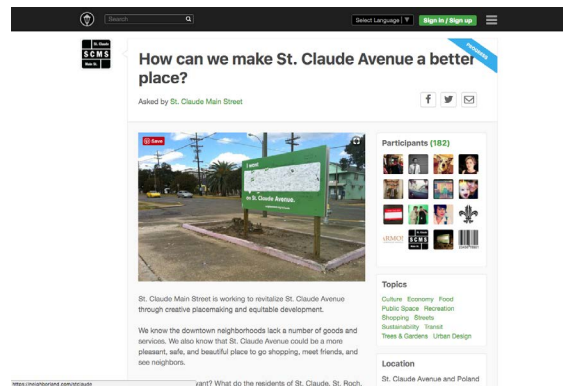 Search
Select Language ▼
Sign in / Sign up
St. Claude
SCMS
Main St.
PROGRESS
How can we make St. Claude Avenue a better
place?
Asked by St. Claude Main Street
Save
I want
on St. Claude Avenue.
St. Claude Main Street is working to revitalize St. Claude Avenue
through creative placemaking and equitable development.
We know the downtown neighborhoods lack a number of goods and
services. We also know that St. Claude Avenue could be a more
pleasant, safe, and beautiful place to go shopping, meet friends, and
see neighbors.
want? What do the residents of St. Claude, St. Roch,
https://neighborland.com/stclaude
Participants (182)
SCMS
Topics
Culture Economy Food
Public Space Recreation
Shopping Streets
Sustainability Transit
Trees & Gardens Urban Design
Location
St. Claude Avenue and Poland